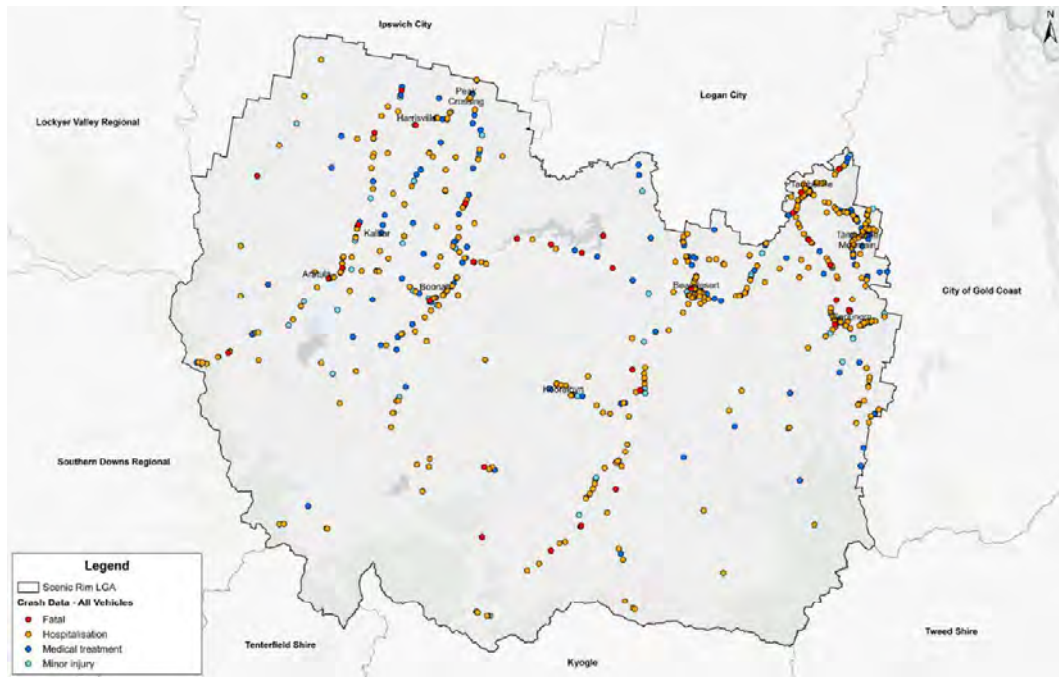 Ipswich City
N
Peak
Crossing
Logan City
Harrisville
Lockyer Valley Regional
Tamborine
Kalbar
Mountain
Aratula
Boonah
Beaudesert
City of Gold Coast
Southern Downs Regional
Legend
Scenic Rim LGA
Crash Data - All Vehicles
Fatal
Hospitalisation
Medical treatment
Minor injury
Tenterfield Shire
Kyogle
Tweed Shire